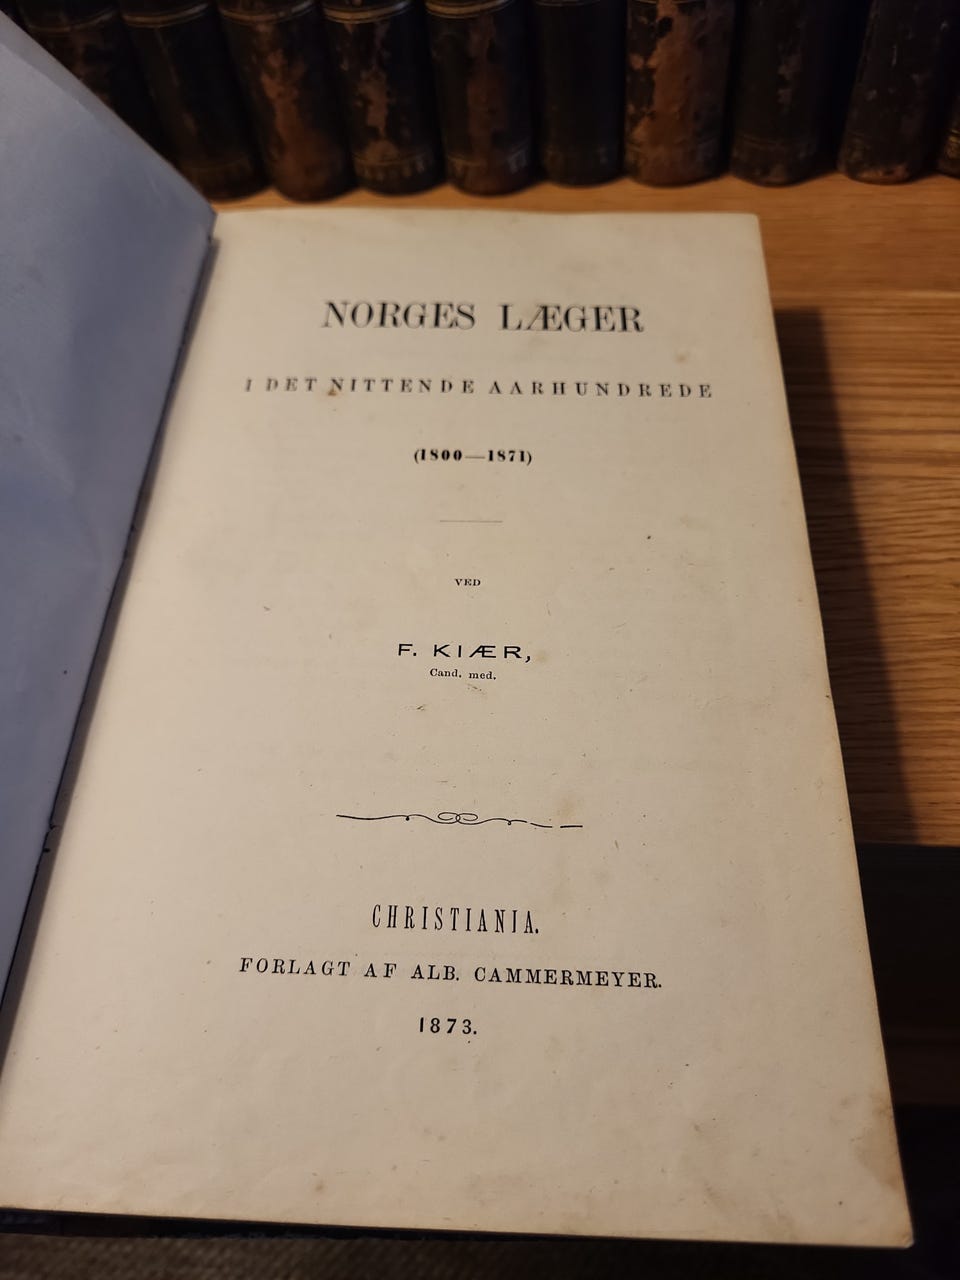 NORGES LÆGER
I DET NITTENDE AARHUNDREDE
(1800—1871)
VED
F. KIÆR,
Cand. med.
CHRISTIANIA.
FORLAGT AF ALB. CAMMERMEYER.
1873.